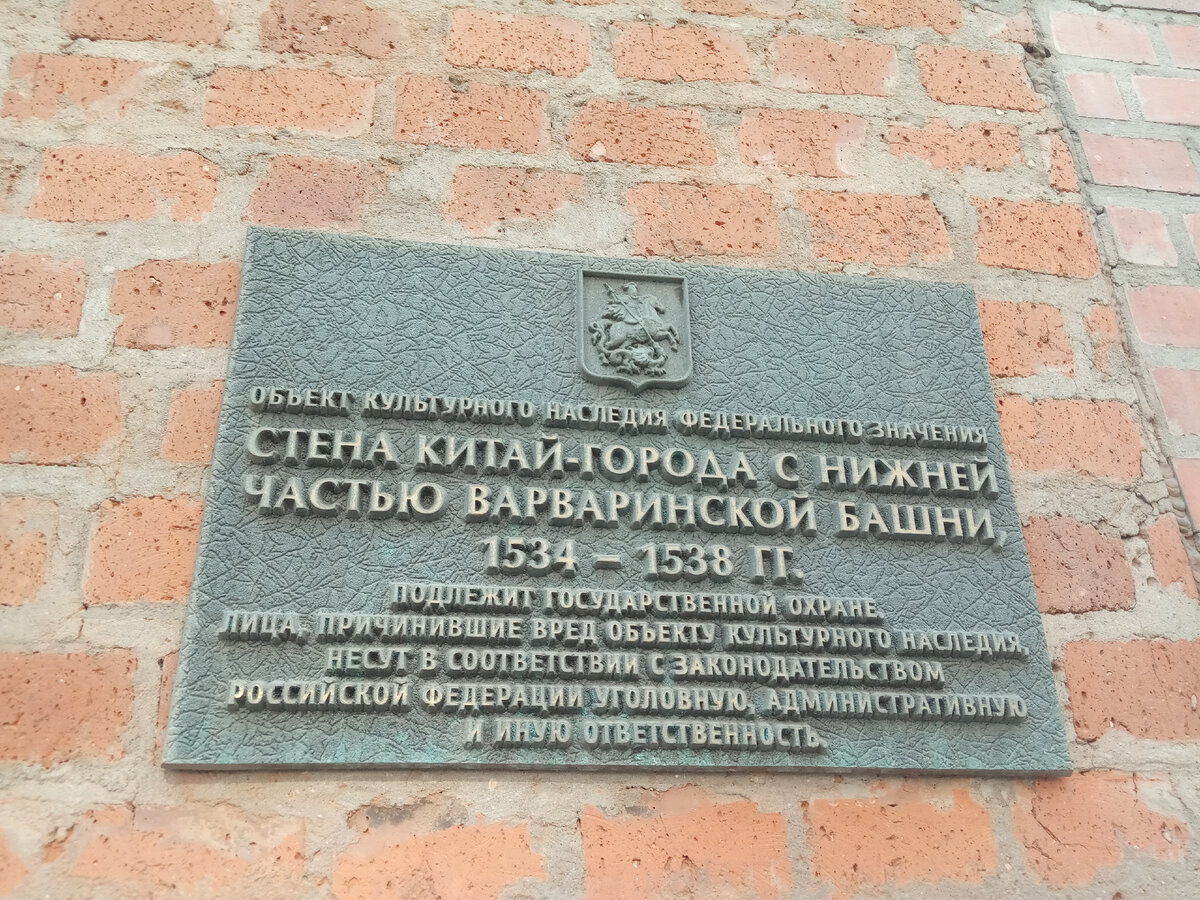 ОБЪЕКТ КУЛЬТУРНОГО НАСЛЕДИЯ ФЕДЕРАЛЬНОГО ЗНАЧЕНИЯ
СТЕНА КИТАЙ-ГОРОДА С НИЖНЕЙ
ЧАСТЬЮ ВАРВАРИНСКОЙ БАШНИ,
1534 – 1538 ГГ.
ПОДЛЕЖИТ ГОСУДАРСТВЕННОЙ ОХРАНЕ,
ЛИЦА, ПРИЧИНИВШИЕ ВРЕД ОБЪЕКТУ КУЛЬТУРНОГО НАСЛЕДИЯ,
НЕСУТ В СООТВЕТСТВИИ С ЗАКОНОДАТЕЛЬСТВОМ
РОССИЙСКОЙ ФЕДЕРАЦИИ УГОЛОВНУЮ, АДМИНИСТРАТИВНУЮ
И ИНУЮ ОТВЕТСТВЕННОСТЬ.